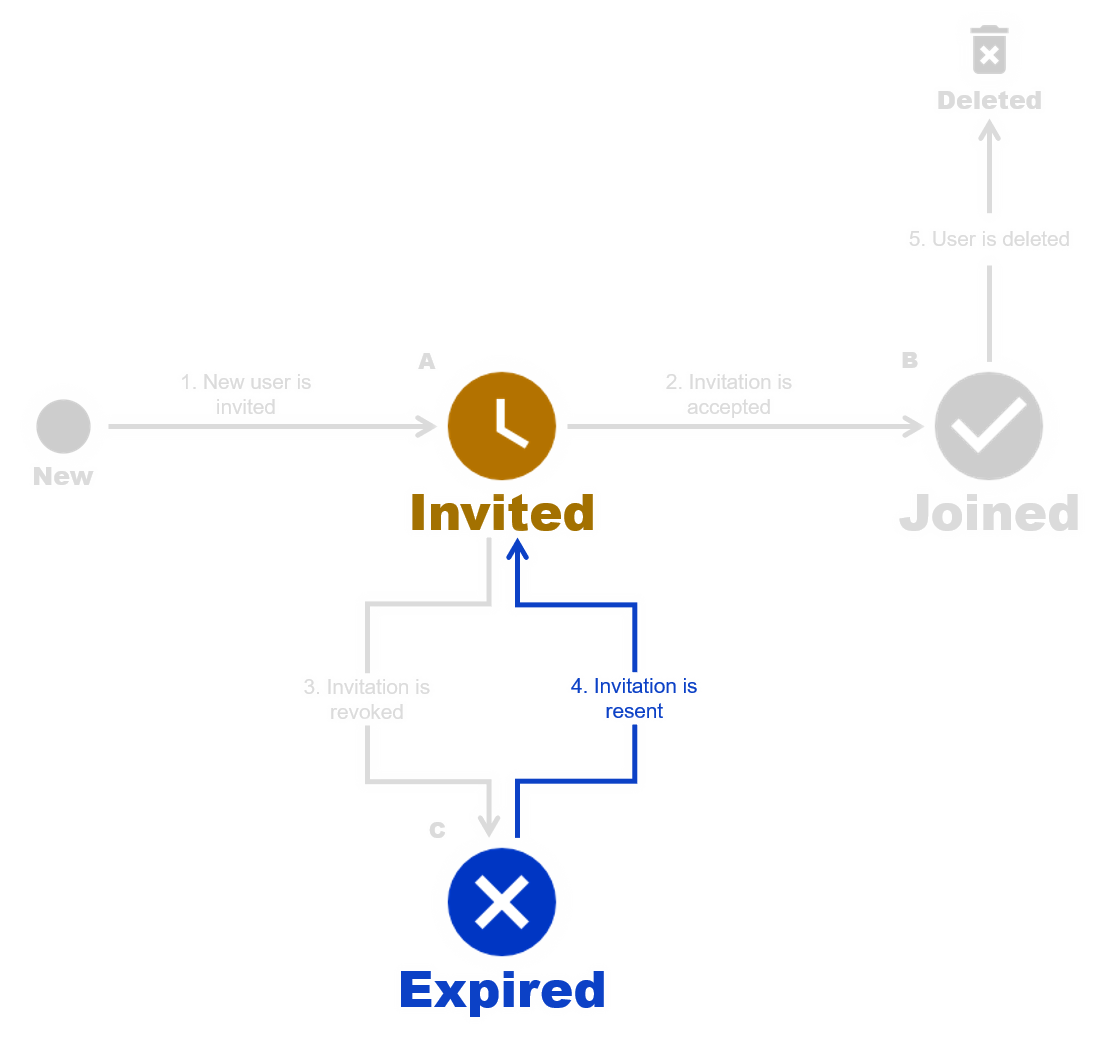 Deleted
5. User is deleted
A
B
1. New user is
invited
2. Invitation is
accepted
New
Invited
Joined
3. Invitation is
revoked
4. Invitation is
resent
C
Expired